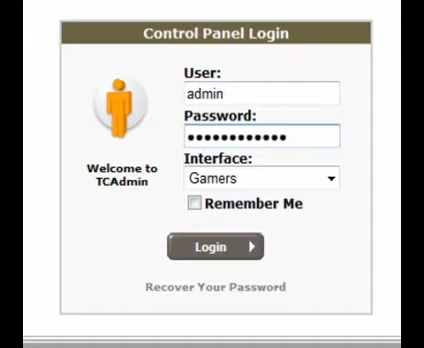 Control Panel Login
User:
admin
Password:
••••••••••••
Welcome to
TCAdmin
Interface:
Gamers
Remember Me
Login
Recover Your Password